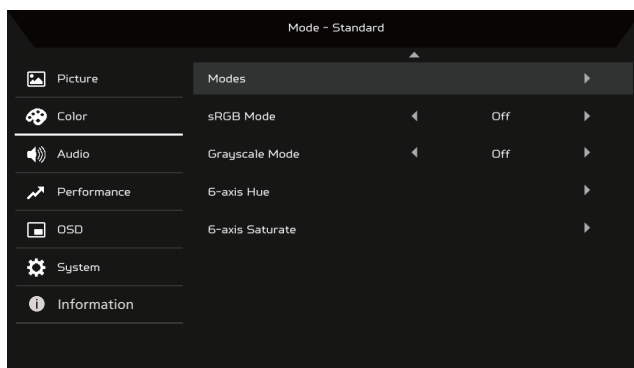 Mode - Standard
Picture
Modes
Color
sRGB Mode
Off
Audio
Grayscale Mode
Off
Performance
6-axis Hue
OSD
6-axis Saturate
System
Information